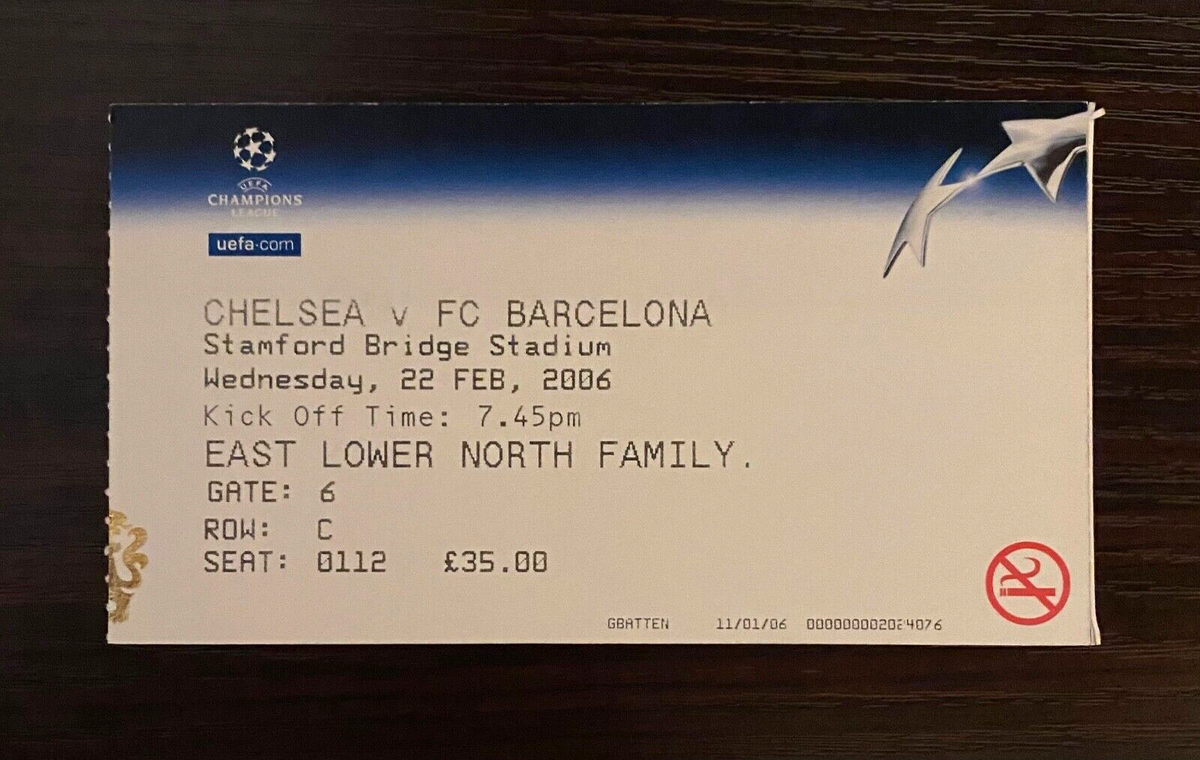 UEFA
CHAMPIONS
LEAGUE
uefa.com
CHELSEA v FC BARCELONA
Stamford Bridge Stadium
Wednesday, 22 FEB, 2006
Kick Off Time: 7.45pm
EAST LOWER NORTH FAMILY.
GATE: 6
ROW: C
SEAT: 0112 £35.00
GBATTEN 11/01/06